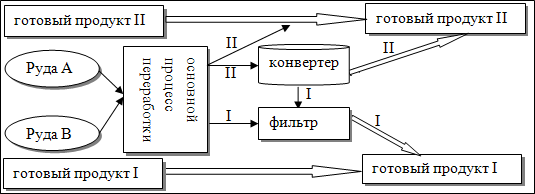 готовый продукт II
готовый продукт II
II
II
II
Руда А
основной
процесс
переработки
конвертер
I
I
I
Руда В
фильтр
готовый продукт I
готовый продукт I